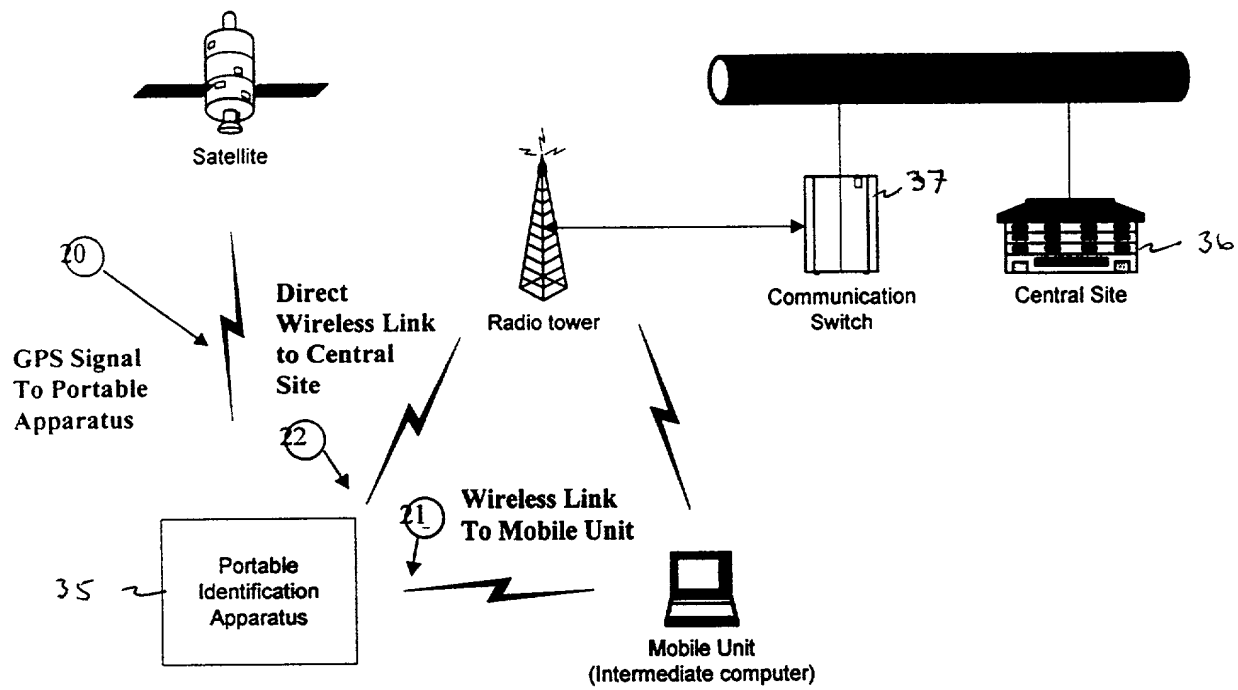 Satellite
37
36
20
Direct
Wireless Link
to Central
Site
Radio tower
Communication
Switch
Central Site
GPS Signal
To Portable
Apparatus
22
21
Wireless Link
To Mobile Unit
35
Portable
Identification
Apparatus
Mobile Unit
(Intermediate computer)